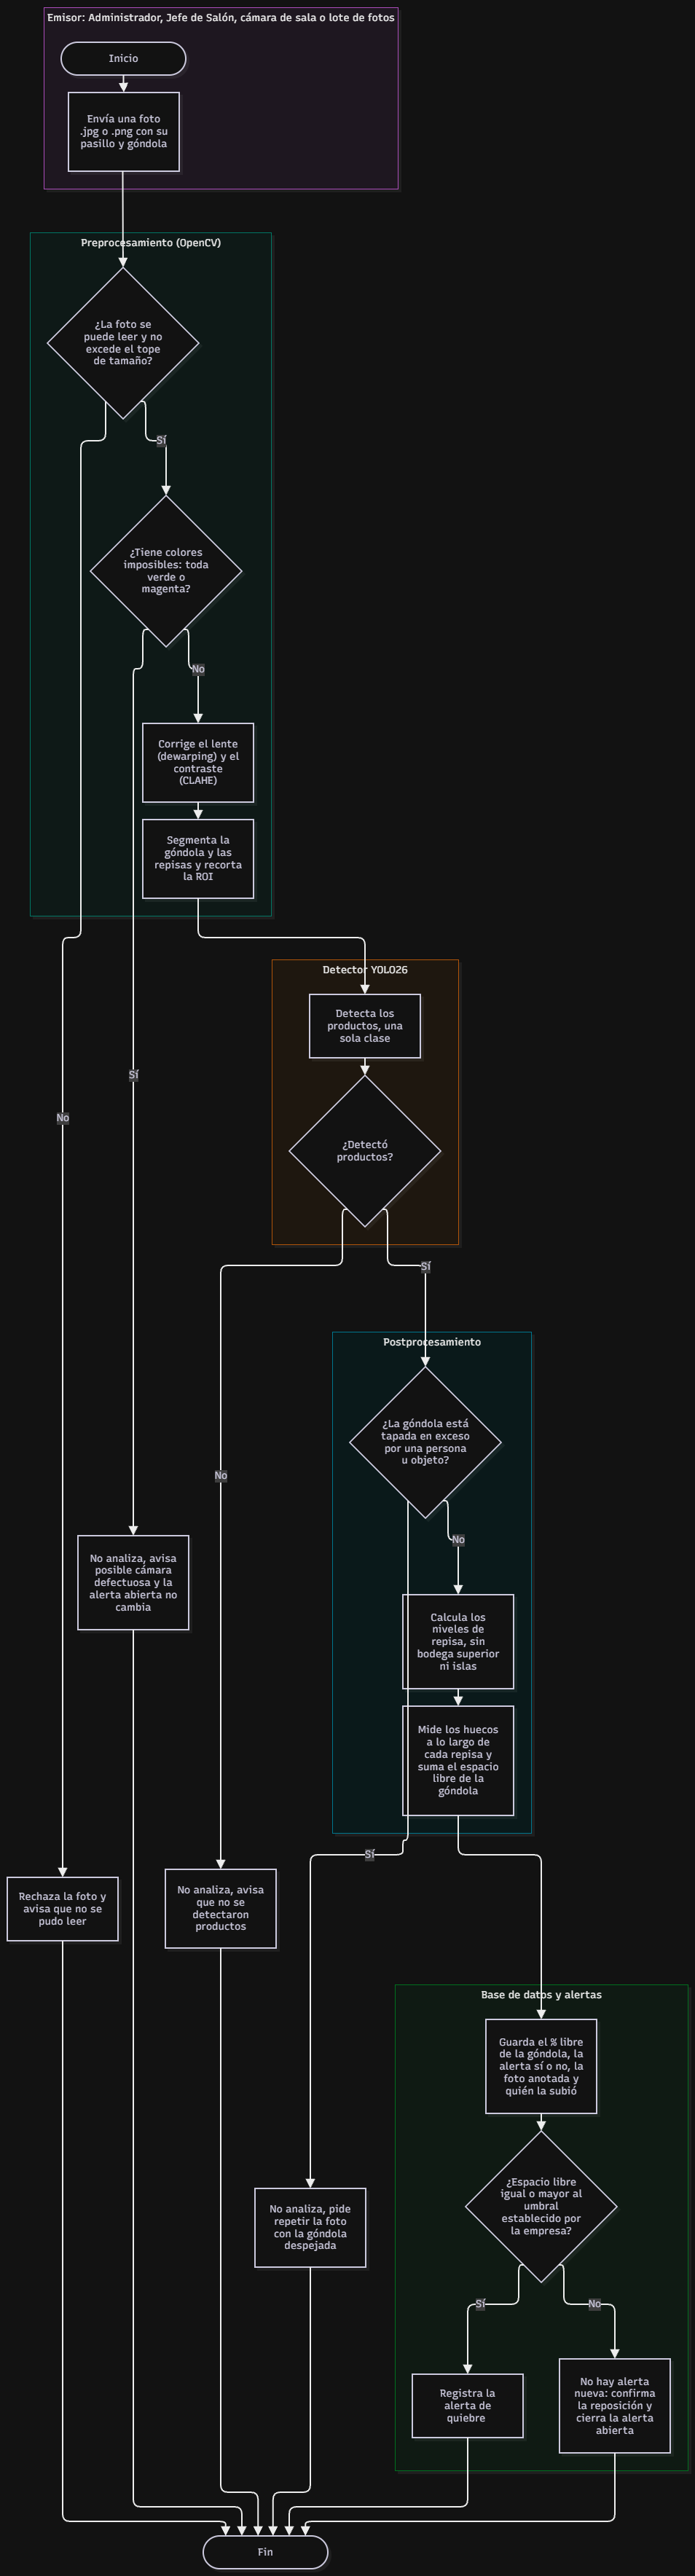 Emisor: Administrador, Jefe de Salón, cámara de sala o lote de fotos
Inicio
Envía una foto
.jpg o .png con su
pasillo y góndola
Preprocesamiento (OpenCV)
¿La foto se
puede leer y no
excede el tope
de tamaño?
Sí
¿Tiene colores
imposibles: toda
verde o
magenta?
No
Corrige el lente
(dewarping) y el
contraste
(CLAHE)
Segmenta la
góndola y las
repisas y recorta
la ROI
Detector YOLO26
Detecta los
productos, una
sola clase
Sí
No
¿Detectó
productos?
Sí
Postprocesamiento
¿La góndola está
tapada en exceso
por una persona
u objeto?
No
No
No analiza, avisa
posible cámara
defectuosa y la
alerta abierta no
cambia
Calcula los
niveles de
repisa, sin
bodega superior
ni islas
Mide los huecos
a lo largo de
cada repisa y
suma el espacio
libre de la
góndola
Sí
Rechaza la foto y
avisa que no se
pudo leer
No analiza, avisa
que no se
detectaron
productos
Base de datos y alertas
Guarda el % libre
de la góndola, la
alerta sí o no, la
foto anotada y
quién la subió
No analiza, pide
repetir la foto
con la góndola
despejada
¿Espacio libre
igual o mayor al
umbral
establecido por
la empresa?
Sí
No
Registra la
alerta de
quiebre
No hay alerta
nueva: confirma
la reposición y
cierra la alerta
abierta
Fin